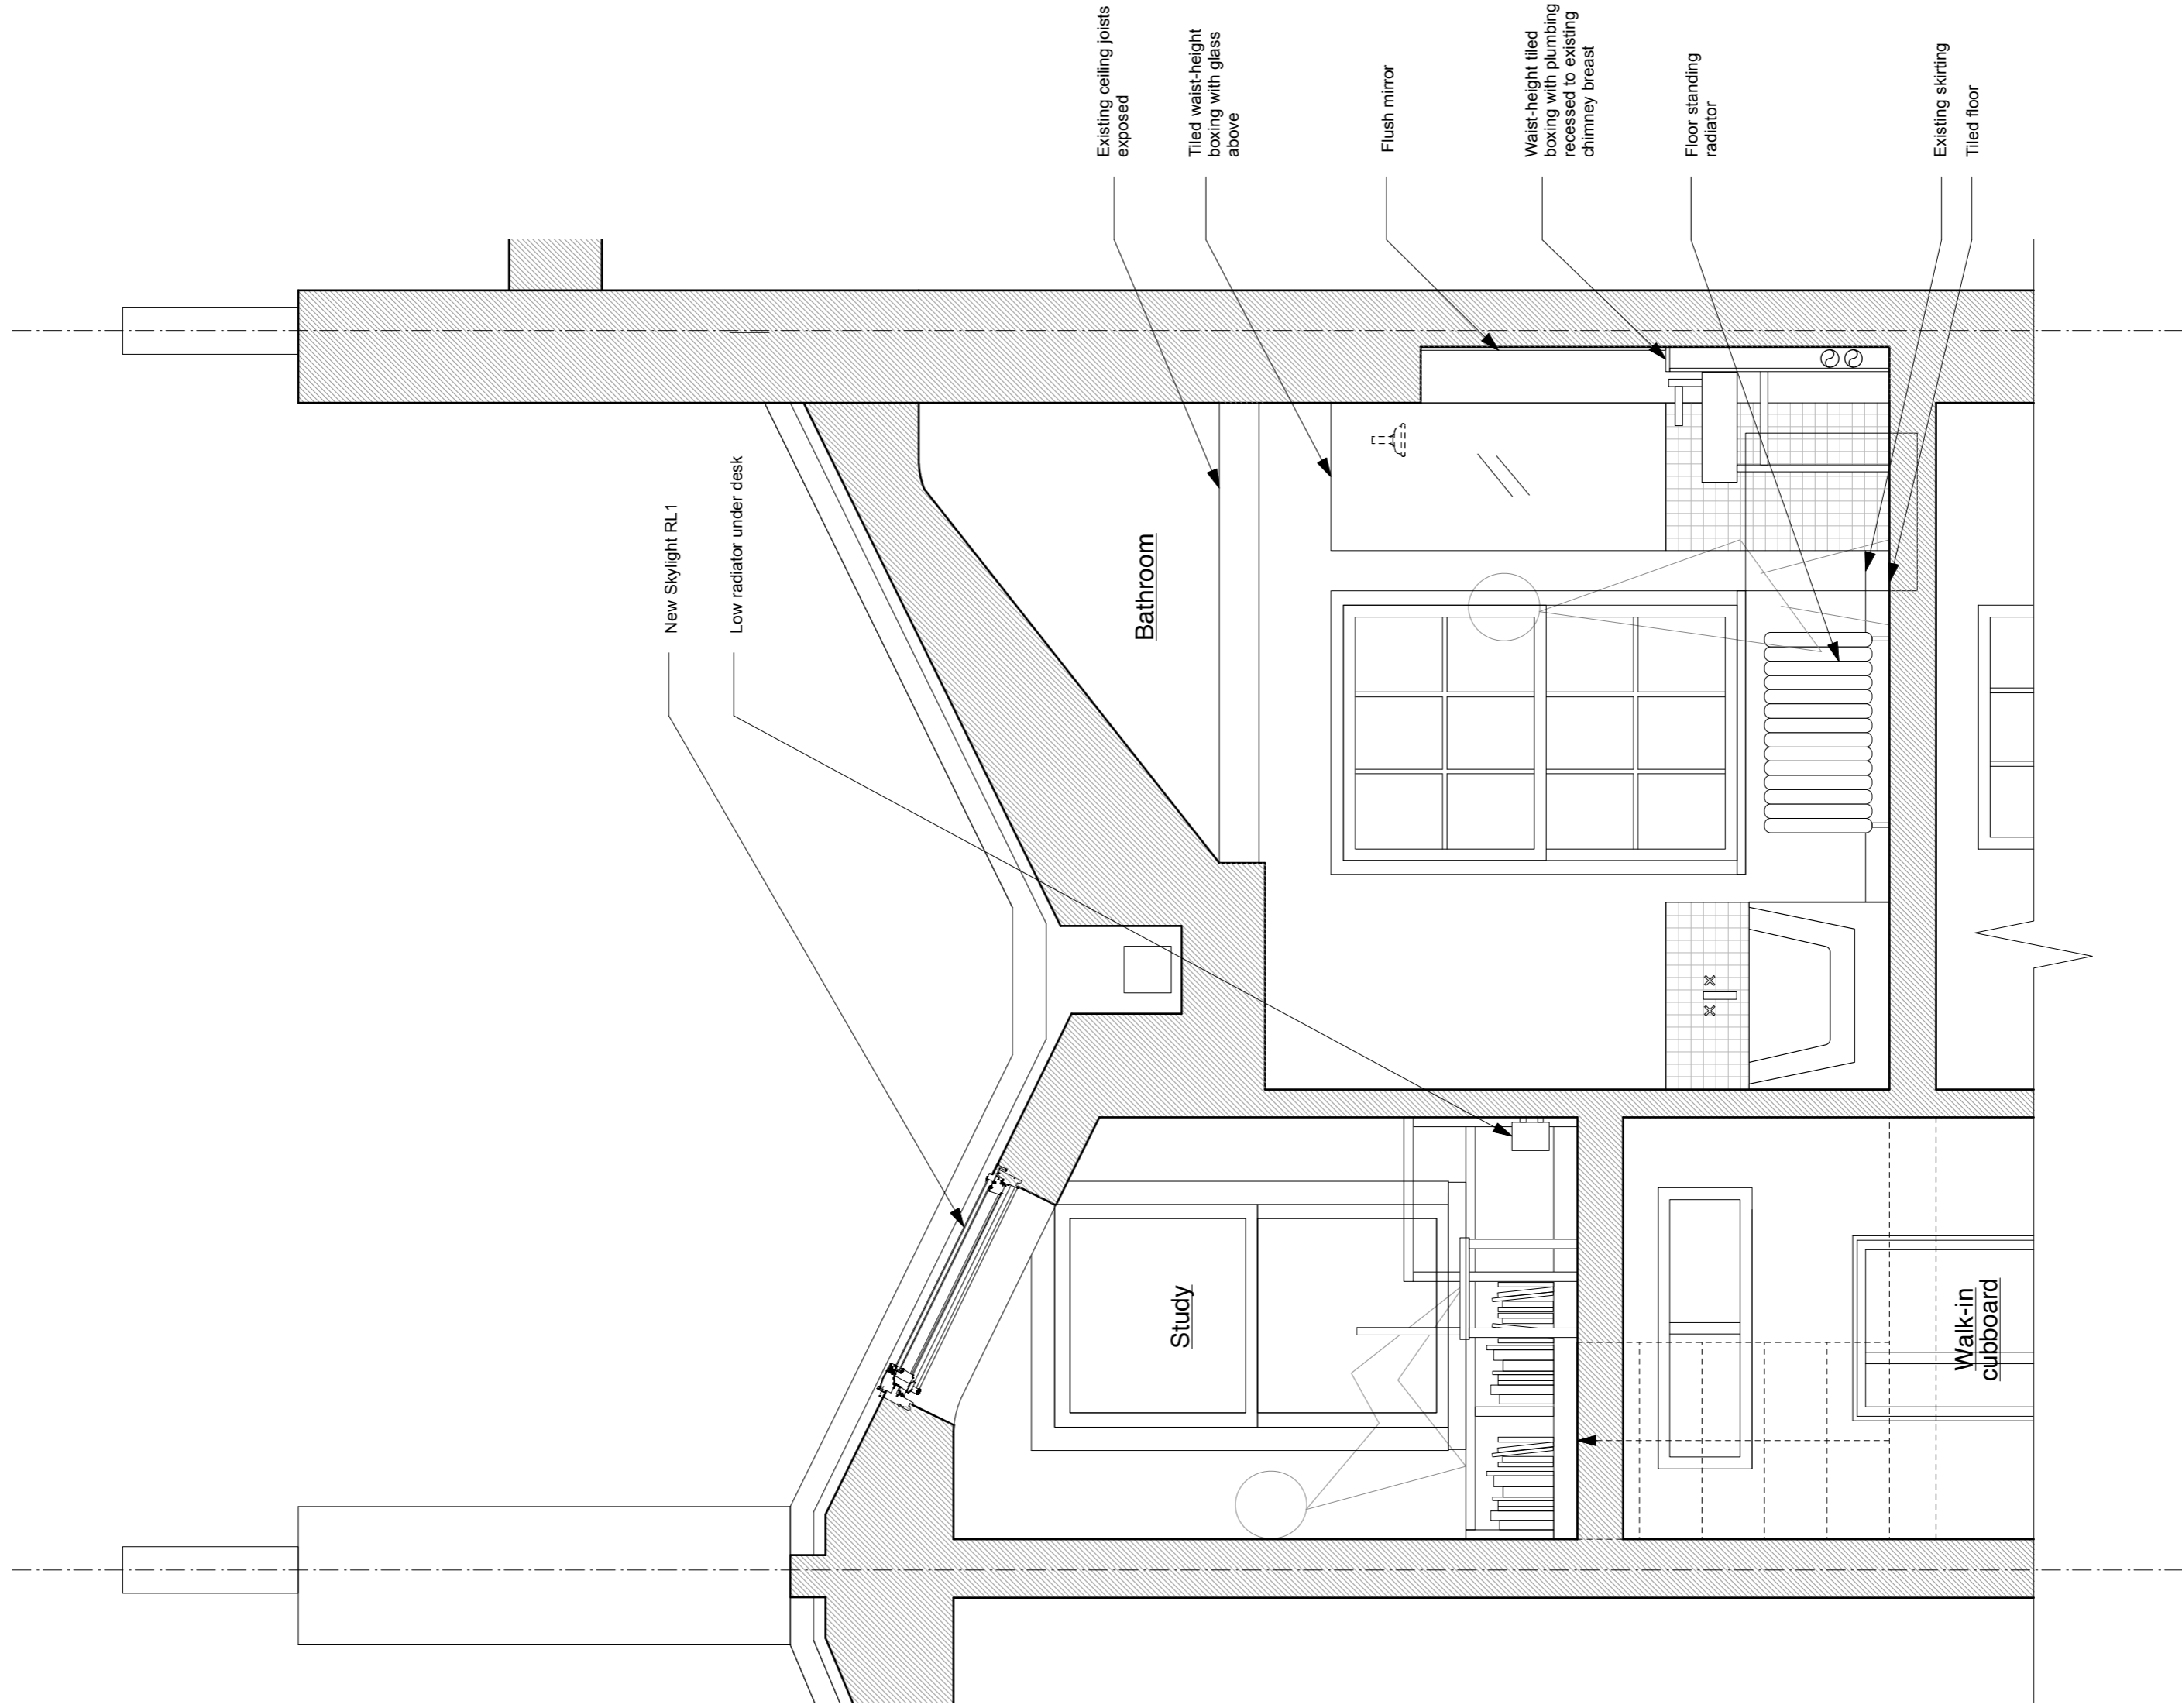 New Skylight RL1
Low radiator under desk
Existing ceiling joists
exposed
Tiled waist-height
boxing with glass
above
Flush mirror
Waist-height tiled
boxing with plumbing
recessed to existing
chimney breast
Floor standing
radiator
Existing skirting
Tiled floor
Bathroom
Study
Walk-in
cubboard